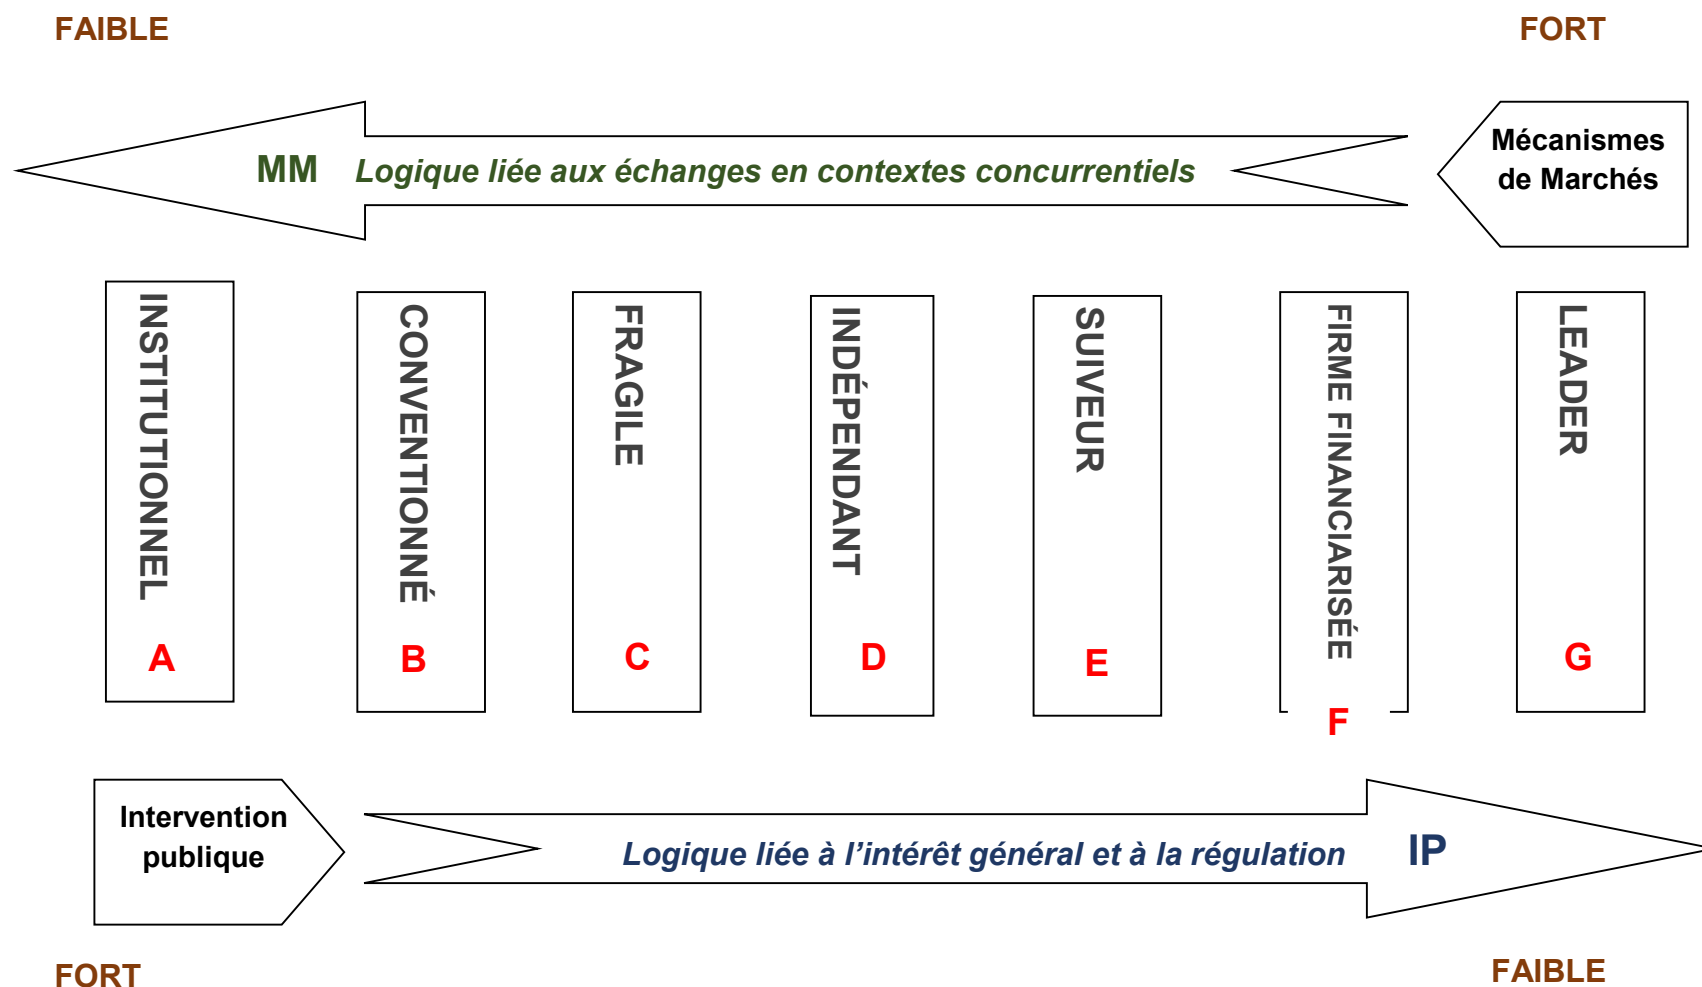 FAIBLE
FORT
MM Logique liée aux échanges en contextes concurrentiels
Mécanismes
de Marchés
INSTITUTIONNEL
A
CONVENTIONNÉ
B
FRAGILE
C
INDÉPENDANT
D
SUIVEUR
E
FIRME FINANCIARISÉE
F
LEADER
G
Intervention
publique
Logique liée à l’intérêt général et à la régulation IP
FORT
FAIBLE